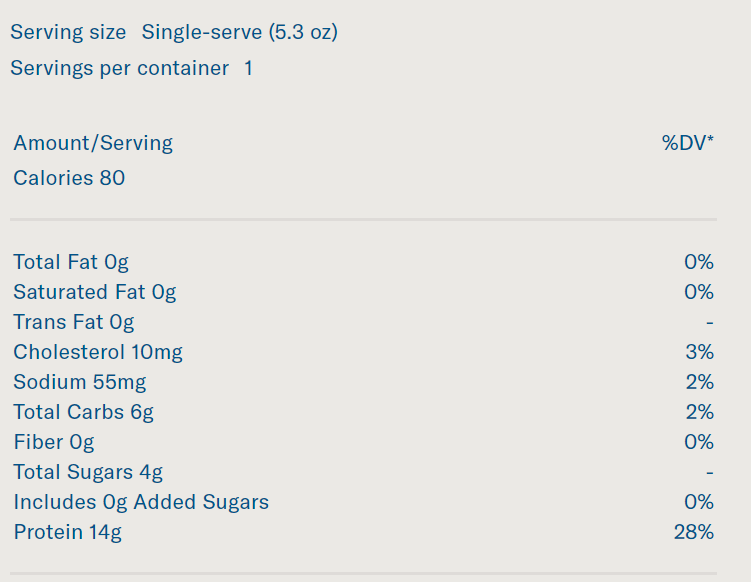 Serving size Single-serve (5.3 oz)
Servings per container 1
Amount/Serving %DV*
Calories 80
Total Fat 0g 0%
Saturated Fat 0g 0%
Trans Fat 0g -
Cholesterol 10mg 3%
Sodium 55mg 2%
Total Carbs 6g 2%
Fiber 0g 0%
Total Sugars 4g -
Includes 0g Added Sugars 0%
Protein 14g 28%